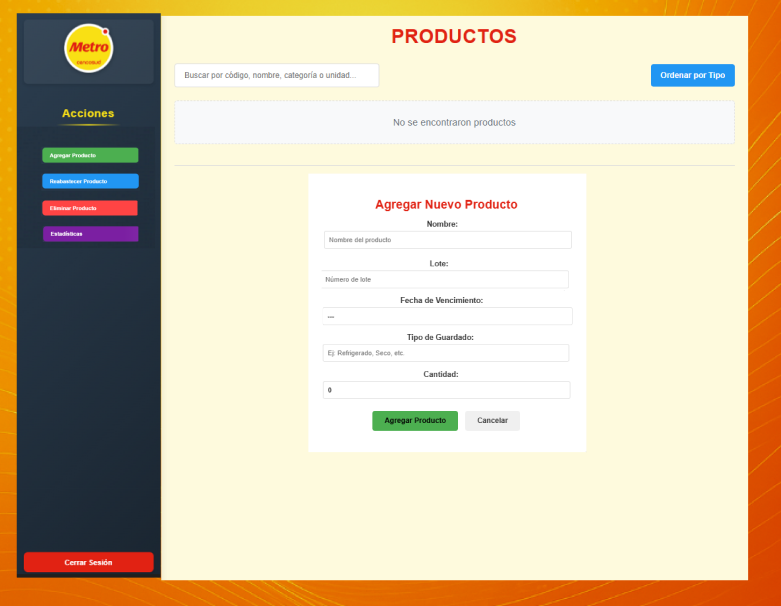 Metro
cencosud
Acciones
Agregar Producto
Reabastecer Producto
Eliminar Producto
Estadísticas
Cerrar Sesión
PRODUCTOS
Buscar por código, nombre, categoría o unidad...
Ordenar por Tipo
No se encontraron productos
Agregar Nuevo Producto
Nombre:
Nombre del producto
Lote:
Número de lote
Fecha de Vencimiento:
---
Tipo de Guardado:
Ej: Refrigerado, Seco, etc.
Cantidad:
0
Agregar Producto
Cancelar